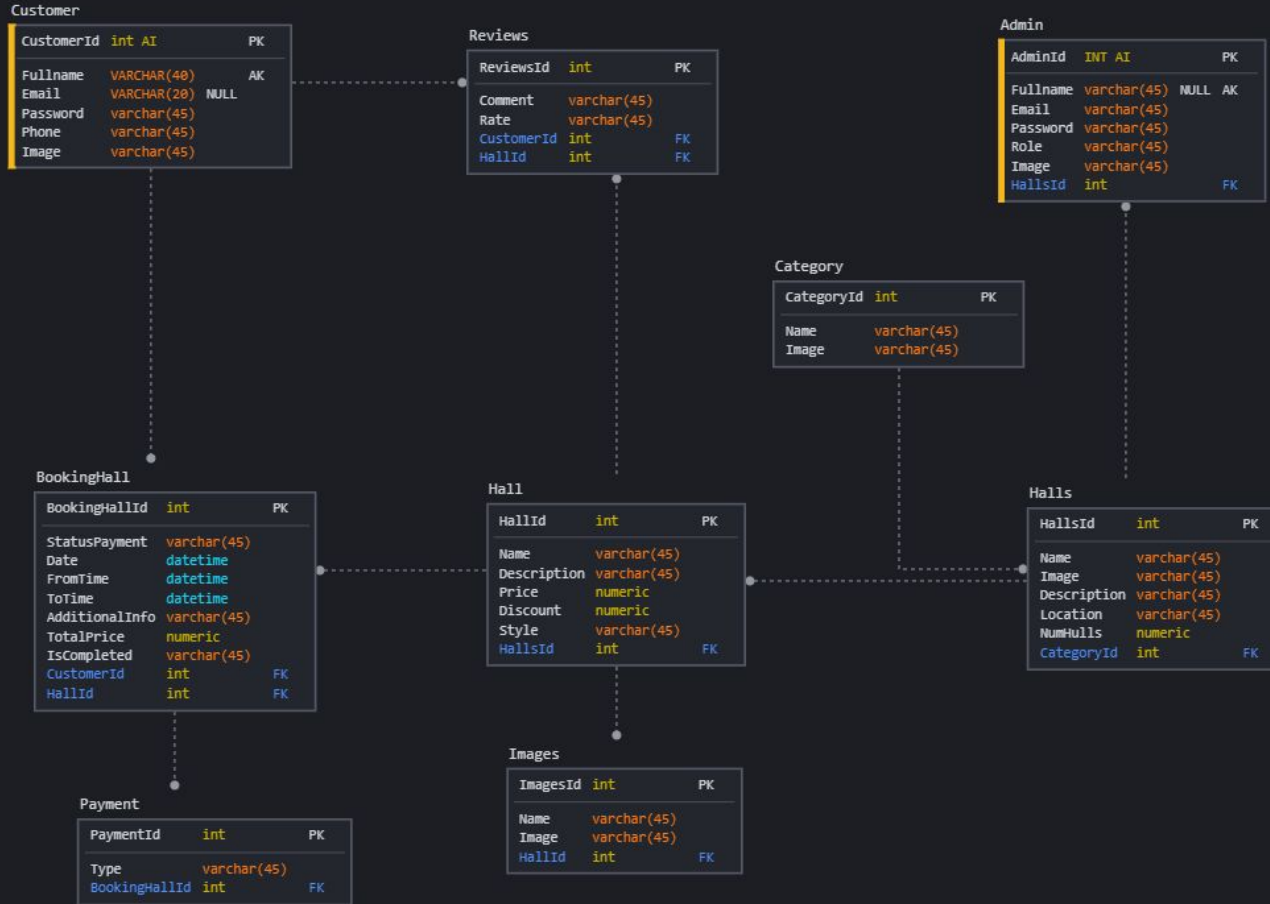 Customer
CustomerId int AI PK
Fullname VARCHAR(40) AK
Email VARCHAR(20) NULL
Password varchar(45)
Phone varchar(45)
Image varchar(45)
Reviews
ReviewsId int PK
Comment varchar(45)
Rate varchar(45)
CustomerId int FK
HallId int FK
Admin
AdminId INT AI PK
Fullname varchar(45) NULL AK
Email varchar(45)
Password varchar(45)
Role varchar(45)
Image varchar(45)
HallsId int FK
Category
CategoryId int PK
Name varchar(45)
Image varchar(45)
BookingHall
BookingHallId int PK
StatusPayment varchar(45)
Date datetime
FromTime datetime
ToTime datetime
AdditionalInfo varchar(45)
TotalPrice numeric
IsCompleted varchar(45)
CustomerId int FK
HallId int FK
Hall
HallId int PK
Name varchar(45)
Description varchar(45)
Price numeric
Discount numeric
Style varchar(45)
HallsId int FK
Halls
HallsId int PK
Name varchar(45)
Image varchar(45)
Description varchar(45)
Location varchar(45)
NumHulls numeric
CategoryId int FK
Images
ImagesId int PK
Name varchar(45)
Image varchar(45)
HallId int FK
Payment
PaymentId int PK
Type varchar(45)
BookingHallId int FK